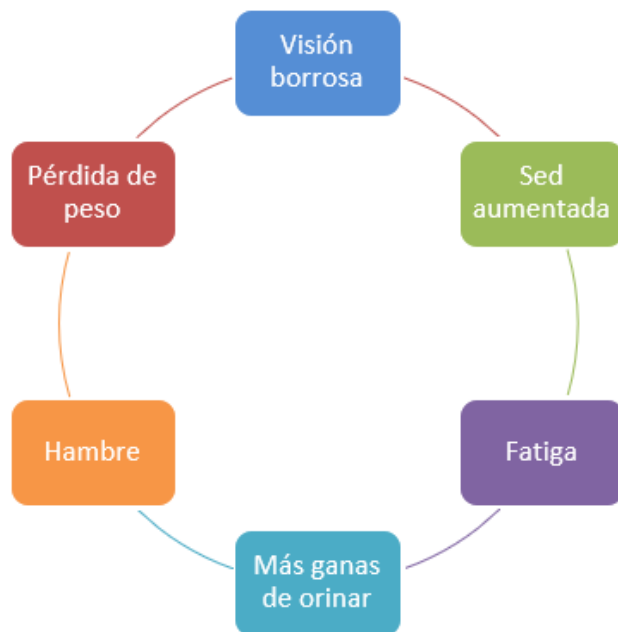 Visión
borrosa
Sed
aumentada
Fatiga
Más ganas
de orinar
Hambre
Pérdida de
peso